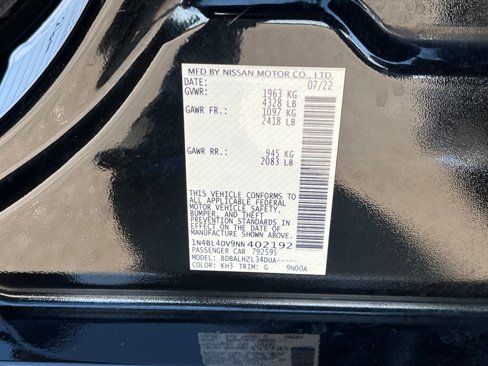 MFD BY NISSAN MOTOR CO., LTD.
DATE: 07/22
GVWR: 1963 KG
4328 LB
GAWR FR.: 1097 KG
2418 LB
GAWR RR.: 945 KG
2083 LB
THIS VEHICLE CONFORMS TO
ALL APPLICABLE FEDERAL
MOTOR VEHICLE SAFETY,
BUMPER, AND THEFT
PREVENTION STANDARDS IN
EFFECT ON THE DATE OF
MANUFACTURE SHOWN ABOVE.
1N4BL4DV9NN402192
PASSENGER CAR 792595
MODEL: BDBALHZL34DUA-----
COLOR: KH3 TRIM: G 9N00A